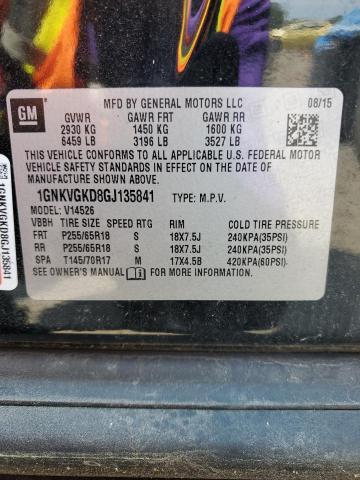 GM
MFD BY GENERAL MOTORS LLC 08/15
GVWR GAWR FRT GAWR RR
2930 KG 1450 KG 1600 KG
6459 LB 3196 LB 3527 LB
THIS VEHICLE CONFORMS TO ALL APPLICABLE U.S. FEDERAL MOTOR
VEHICLE SAFETY STANDARDS IN EFFECT ON THE DATE OF
MANUFACTURE SHOWN ABOVE.
1GNKVGKD8GJ135841 TYPE: M.P.V.
MODEL: V14526
VBBH TIRE SIZE SPEED RTG RIM COLD TIRE PRESSURE
FRT P255/65R18 S 18X7.5J 240KPA(35PSI)
RR P255/65R18 S 18X7.5J 240KPA(35PSI)
SPA T145/70R17 M 17X4.5B 420KPA(60PSI)
SEE OWNER'S MANUAL FOR MORE INFORMATION
1GNKVGKD8GJ135841